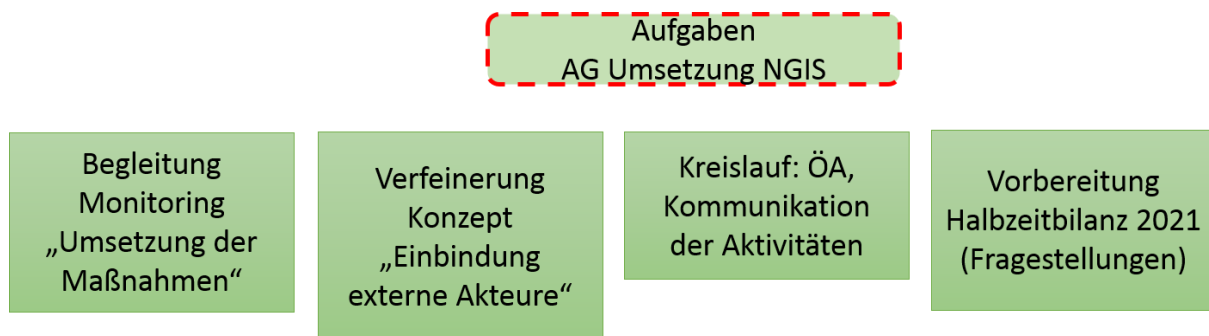 Aufgaben
AG Umsetzung NGIS
Begleitung
Monitoring
„Umsetzung der
Maßnahmen“
Verfeinerung
Konzept
„Einbindung
externe Akteure“
Kreislauf: ÖA,
Kommunikation
der Aktivitäten
Vorbereitung
Halbzeitbilanz 2021
(Fragestellungen)